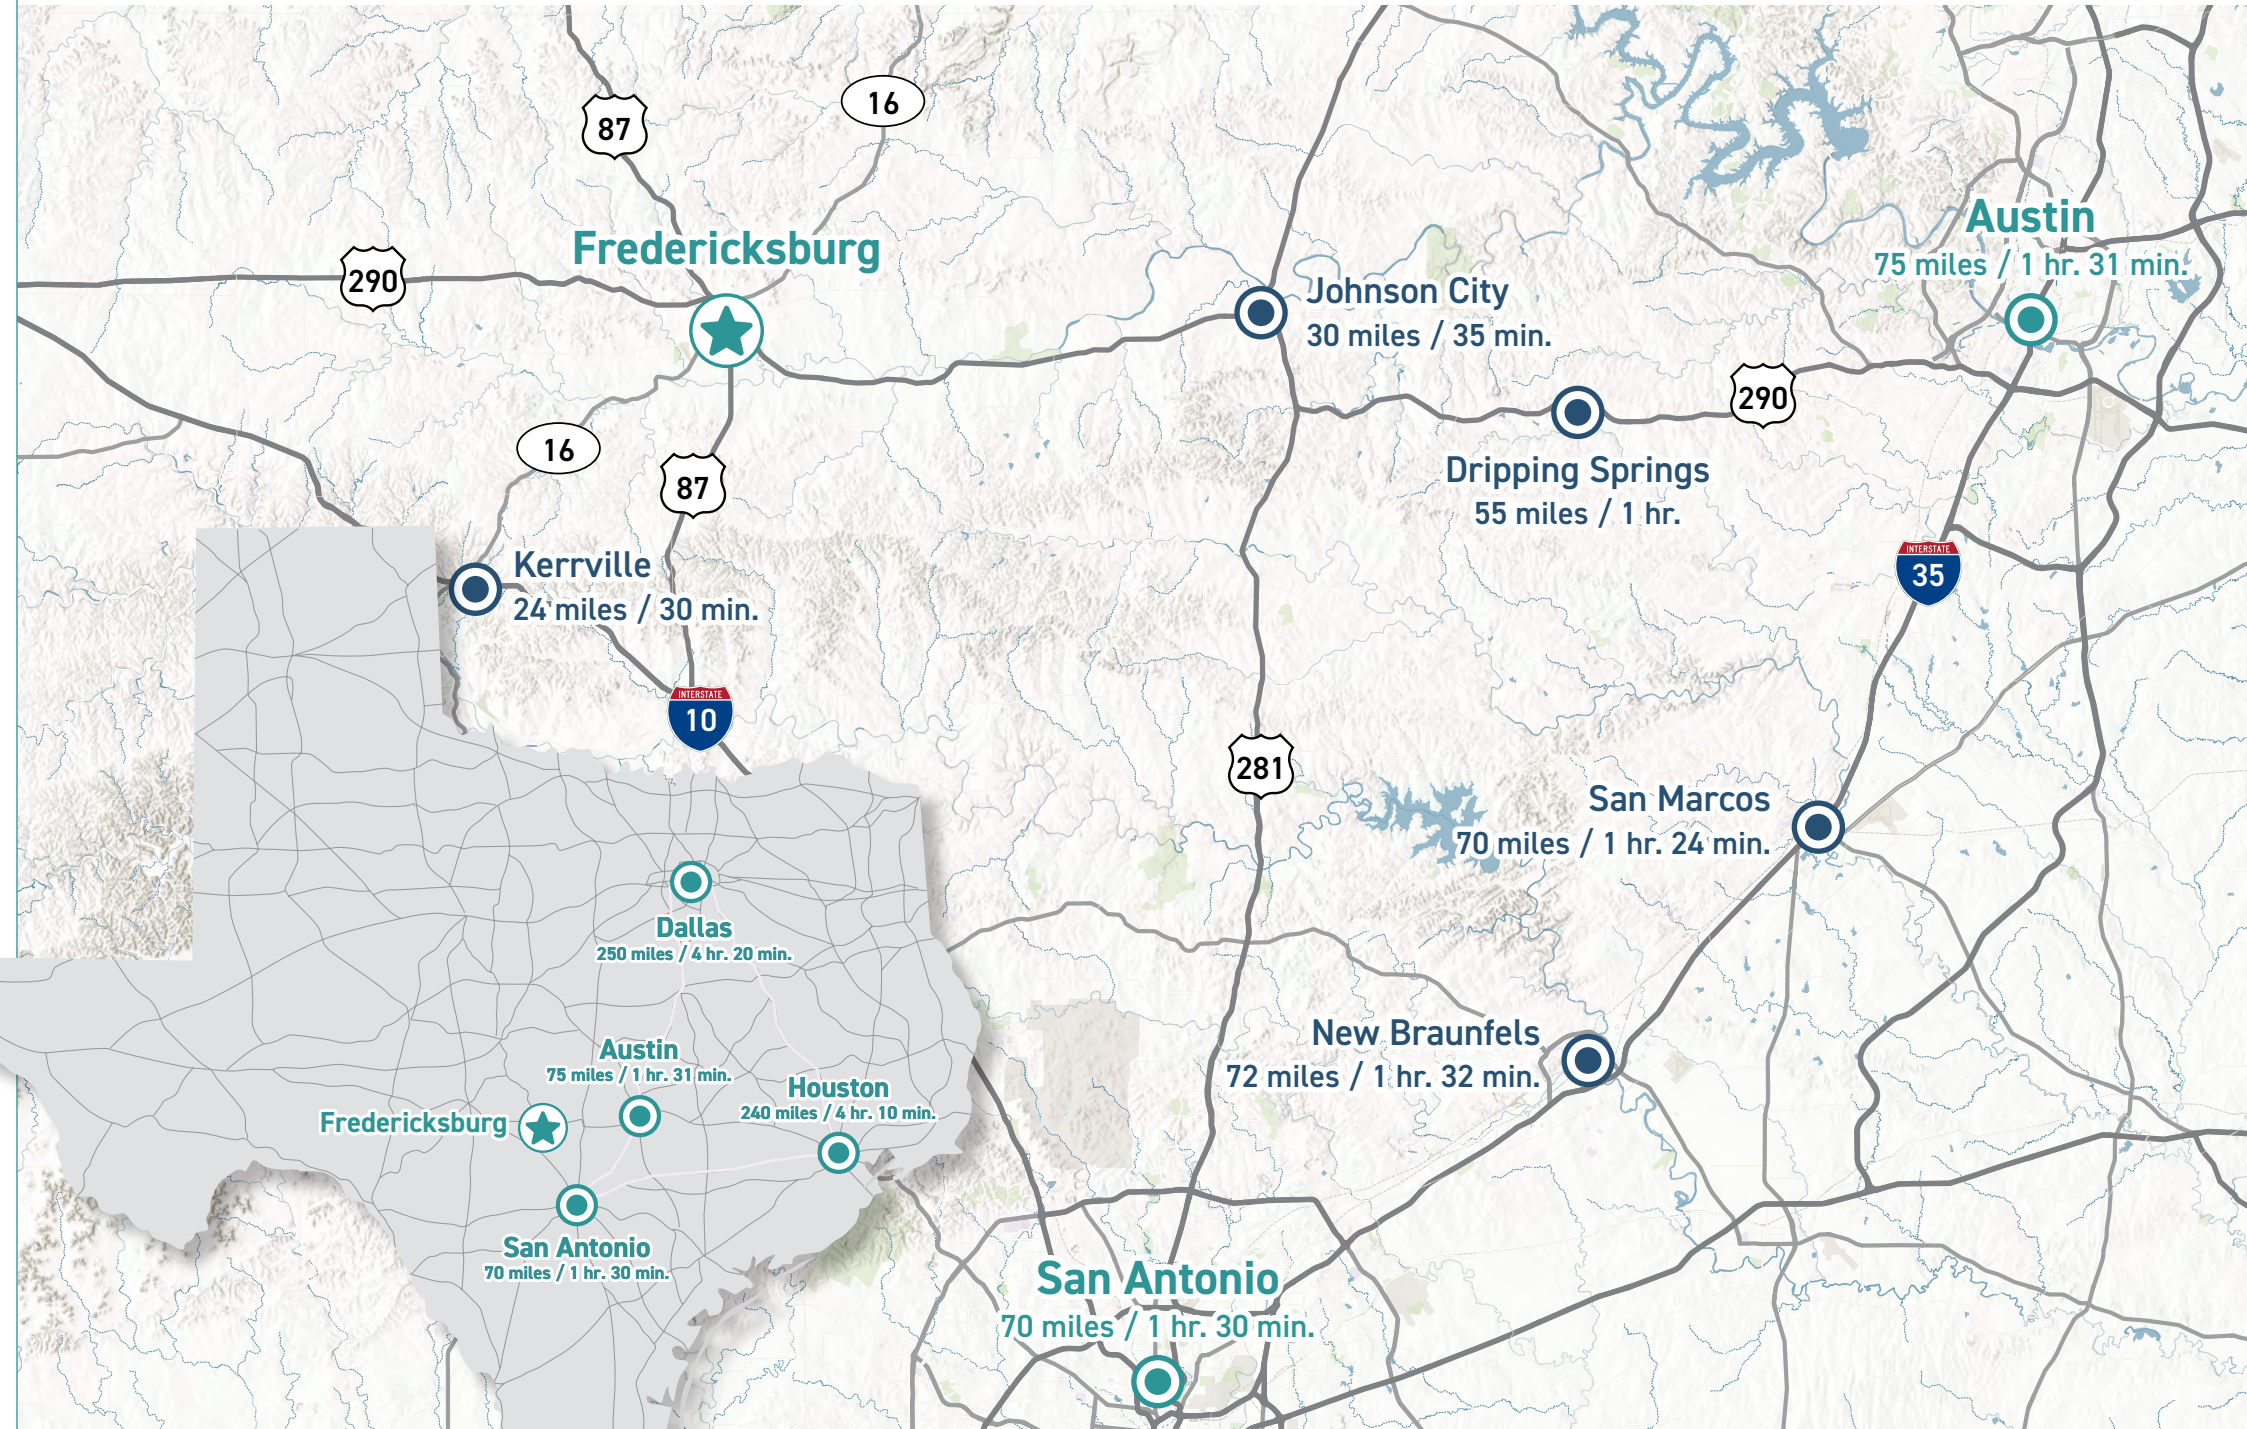 87
16
Fredericksburg
290
Austin
75 miles / 1 hr. 31 min.
Johnson City
30 miles / 35 min.
290
16
87
Dripping Springs
55 miles / 1 hr.
Kerrville
24 miles / 30 min.
INTERSTATE
35
INTERSTATE
10
281
San Marcos
70 miles / 1 hr. 24 min.
New Braunfels
72 miles / 1 hr. 32 min.
San Antonio
70 miles / 1 hr. 30 min.
Dallas
250 miles / 4 hr. 20 min.
Austin
75 miles / 1 hr. 31 min.
Houston
240 miles / 4 hr. 10 min.
Fredericksburg
San Antonio
70 miles / 1 hr. 30 min.